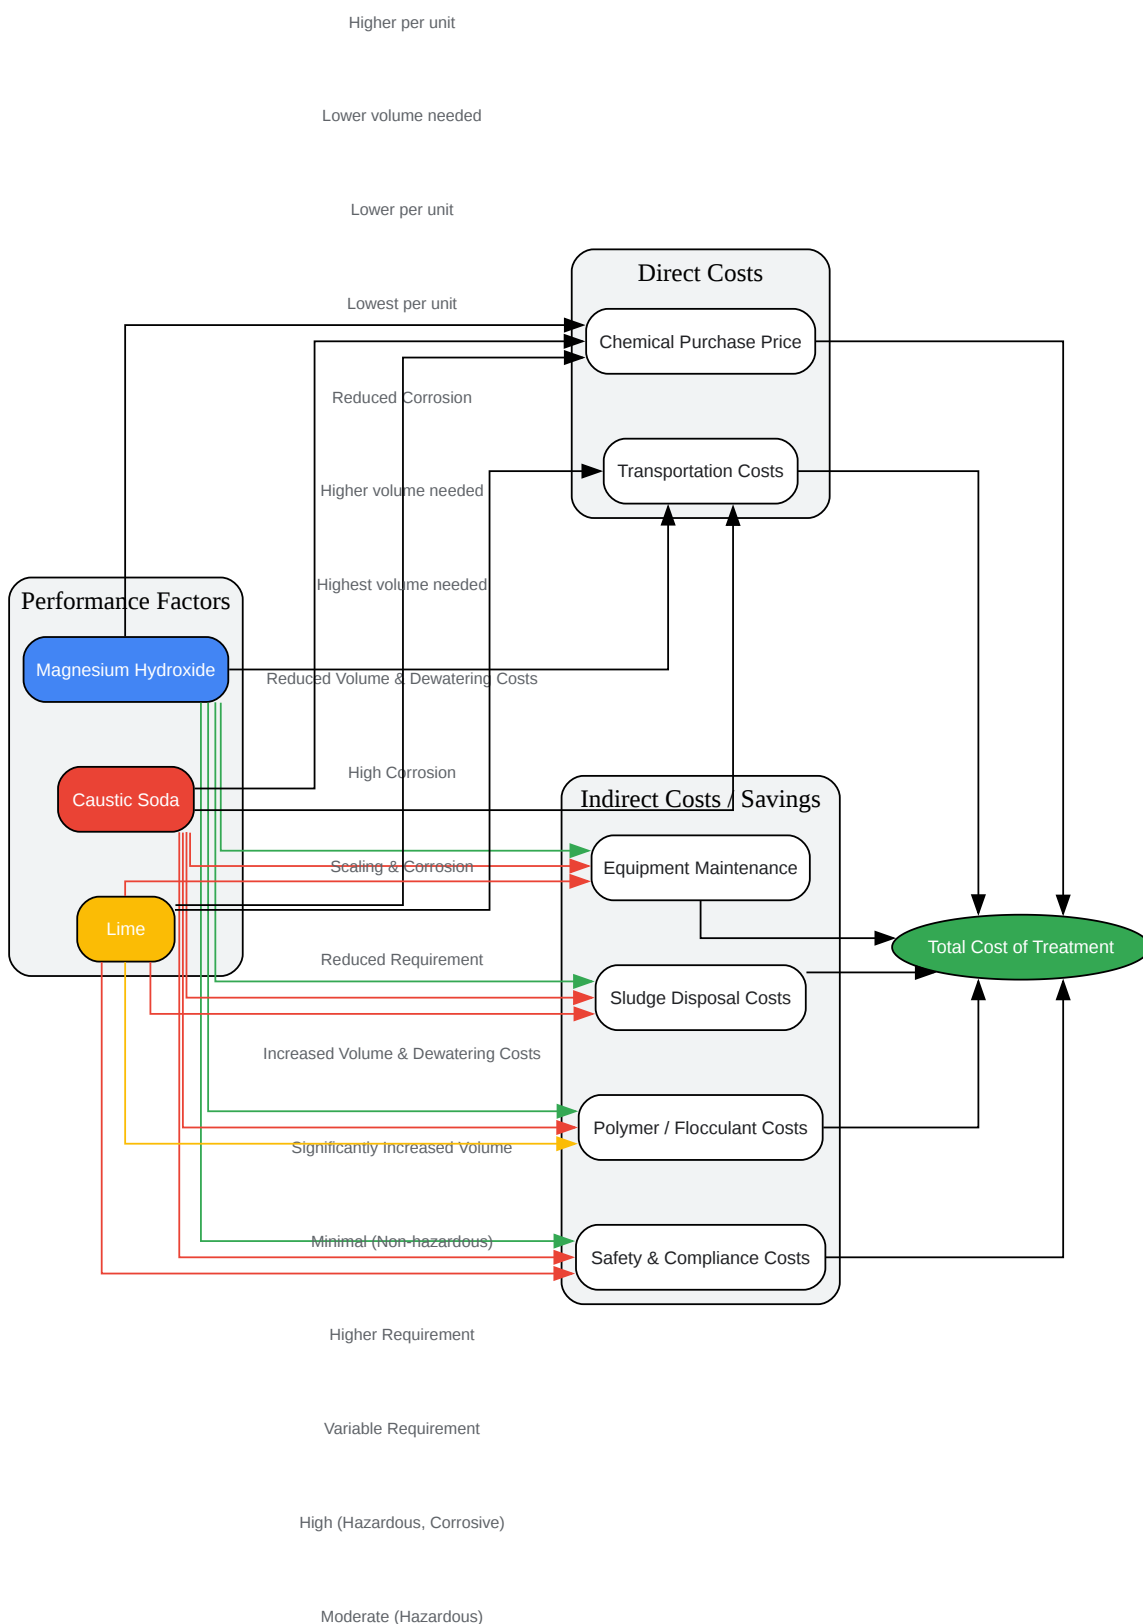 Higher per unit
Lower volume needed
Lower per unit
Direct Costs
Lowest per unit
Chemical Purchase Price
Reduced Corrosion
Transportation Costs
Higher volume needed
Highest volume needed
Performance Factors
Magnesium Hydroxide
Reduced Volume & Dewatering Costs
High Corrosion
Caustic Soda
Indirect Costs / Savings
Scaling & Corrosion
Equipment Maintenance
Lime
Total Cost of Treatment
Reduced Requirement
Sludge Disposal Costs
Increased Volume & Dewatering Costs
Polymer / Flocculant Costs
Significantly Increased Volume
Minimal (Non-hazardous)
Safety & Compliance Costs
Higher Requirement
Variable Requirement
High (Hazardous, Corrosive)
Moderate (Hazardous)